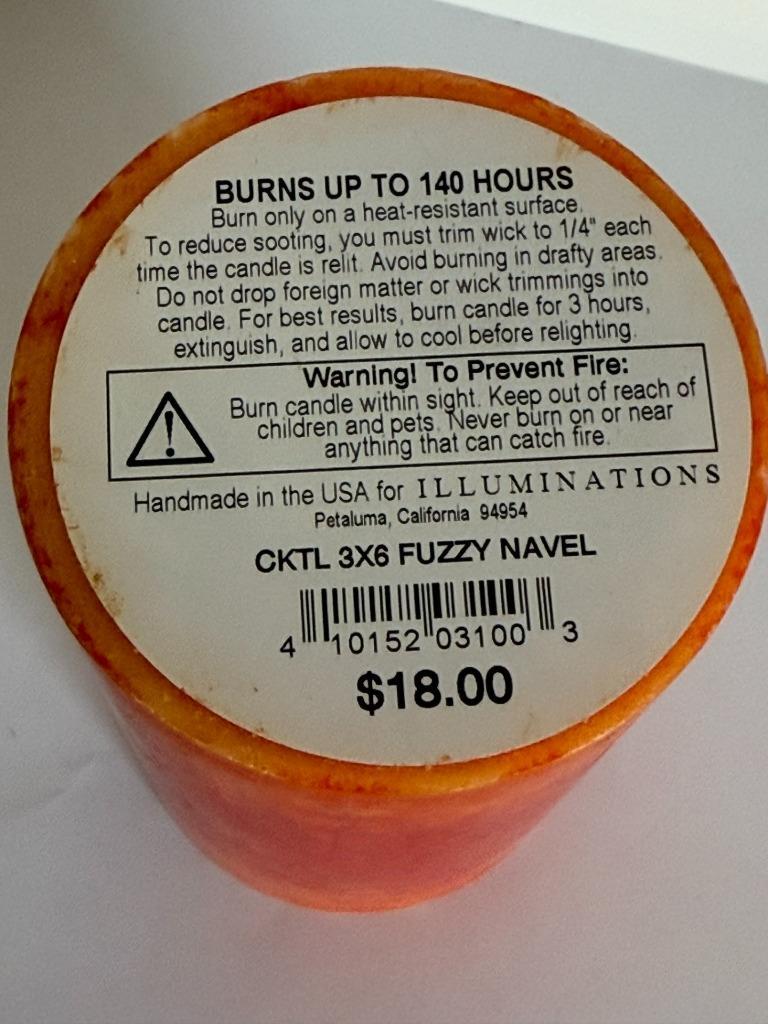 BURNS UP TO 140 HOURS
Burn only on a heat-resistant surface.
To reduce sooting, you must trim wick to 1/4" each
time the candle is relit. Avoid burning in drafty areas.
Do not drop foreign matter or wick trimmings into
candle. For best results, burn candle for 3 hours,
extinguish, and allow to cool before relighting.
Warning! To Prevent Fire:
Burn candle within sight. Keep out of reach of
children and pets. Never burn on or near
anything that can catch fire.
Handmade in the USA for ILLUMINATIONS
Petaluma, California 94954
CKTL 3X6 FUZZY NAVEL
4 10152 03100 3
$18.00